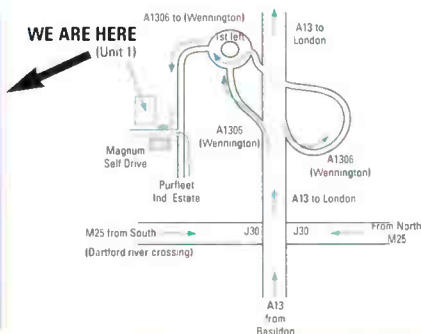 A1306 to (Wennington)
WE ARE HERE
(Unit 1)
1st left
A13 to
London
A1306
(Wennington)
A1306
(Wennington)
Magnum
Self Drive
Purfleet
Ind Estate
A13 to London
M25 from South
J30
J30
From North
M25
(Dartford river crossing)
A13
from
Basildon